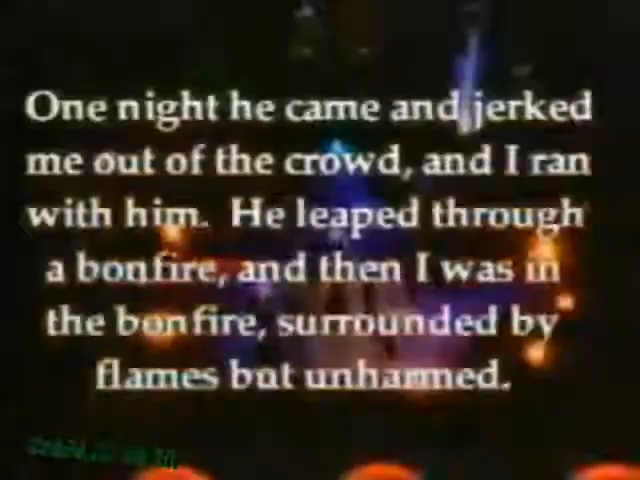 One night he came and jerked
me out of the crowd, and I ran
with him. He leaped through
a bonfire, and then I was in
the bonfire, surrounded by
flames but unharmed.